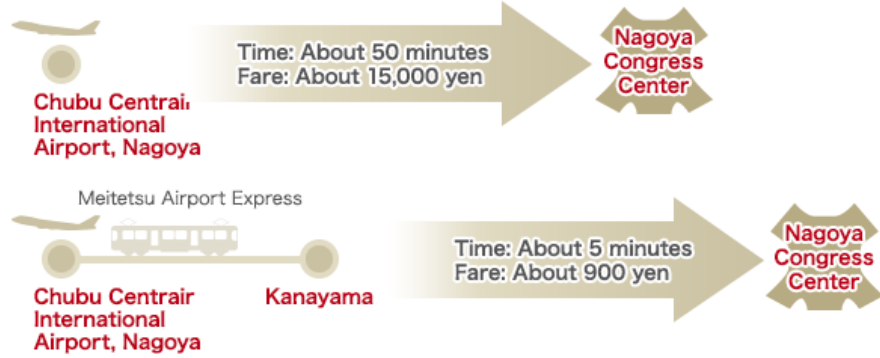 Time: About 50 minutes
Fare: About 15,000 yen
Nagoya
Congress
Center
Chubu Centrair
International
Airport, Nagoya
Meitetsu Airport Express
Chubu Centrair
International
Airport, Nagoya
Kanayama
Time: About 5 minutes
Fare: About 900 yen
Nagoya
Congress
Center